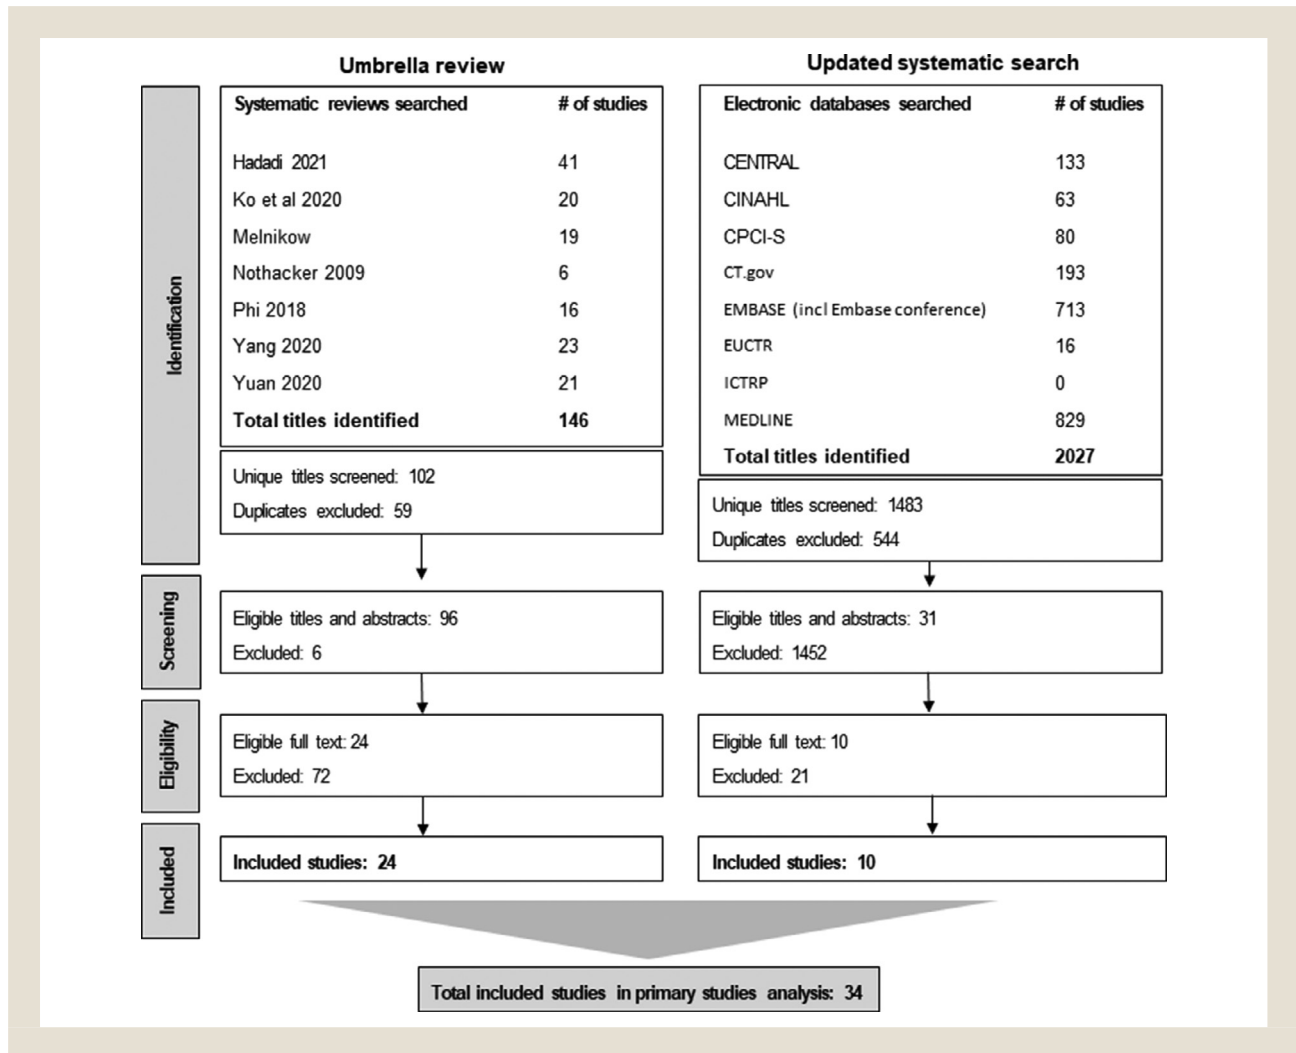 Umbrella review
Systematic reviews searched # of studies
Hadadi 2021 41
Ko et al 2020 20
Melnikow 19
Nothacker 2009 6
Phi 2018 16
Yang 2020 23
Yuan 2020 21
Total titles identified 146
Unique titles screened: 102
Duplicates excluded: 59
Updated systematic search
Electronic databases searched # of studies
CENTRAL 133
CINAHL 63
CPCI-S 80
CT.gov 193
EMBASE (incl Embase conference) 713
EUCTR 16
ICTRP 0
MEDLINE 829
Total titles identified 2027
Unique titles screened: 1483
Duplicates excluded: 544
Identification
Screening
Eligible titles and abstracts: 96
Excluded: 6
Eligible titles and abstracts: 31
Excluded: 1452
Eligibility
Eligible full text: 24
Excluded: 72
Eligible full text: 10
Excluded: 21
Included
Included studies: 24
Included studies: 10
Total included studies in primary studies analysis: 34